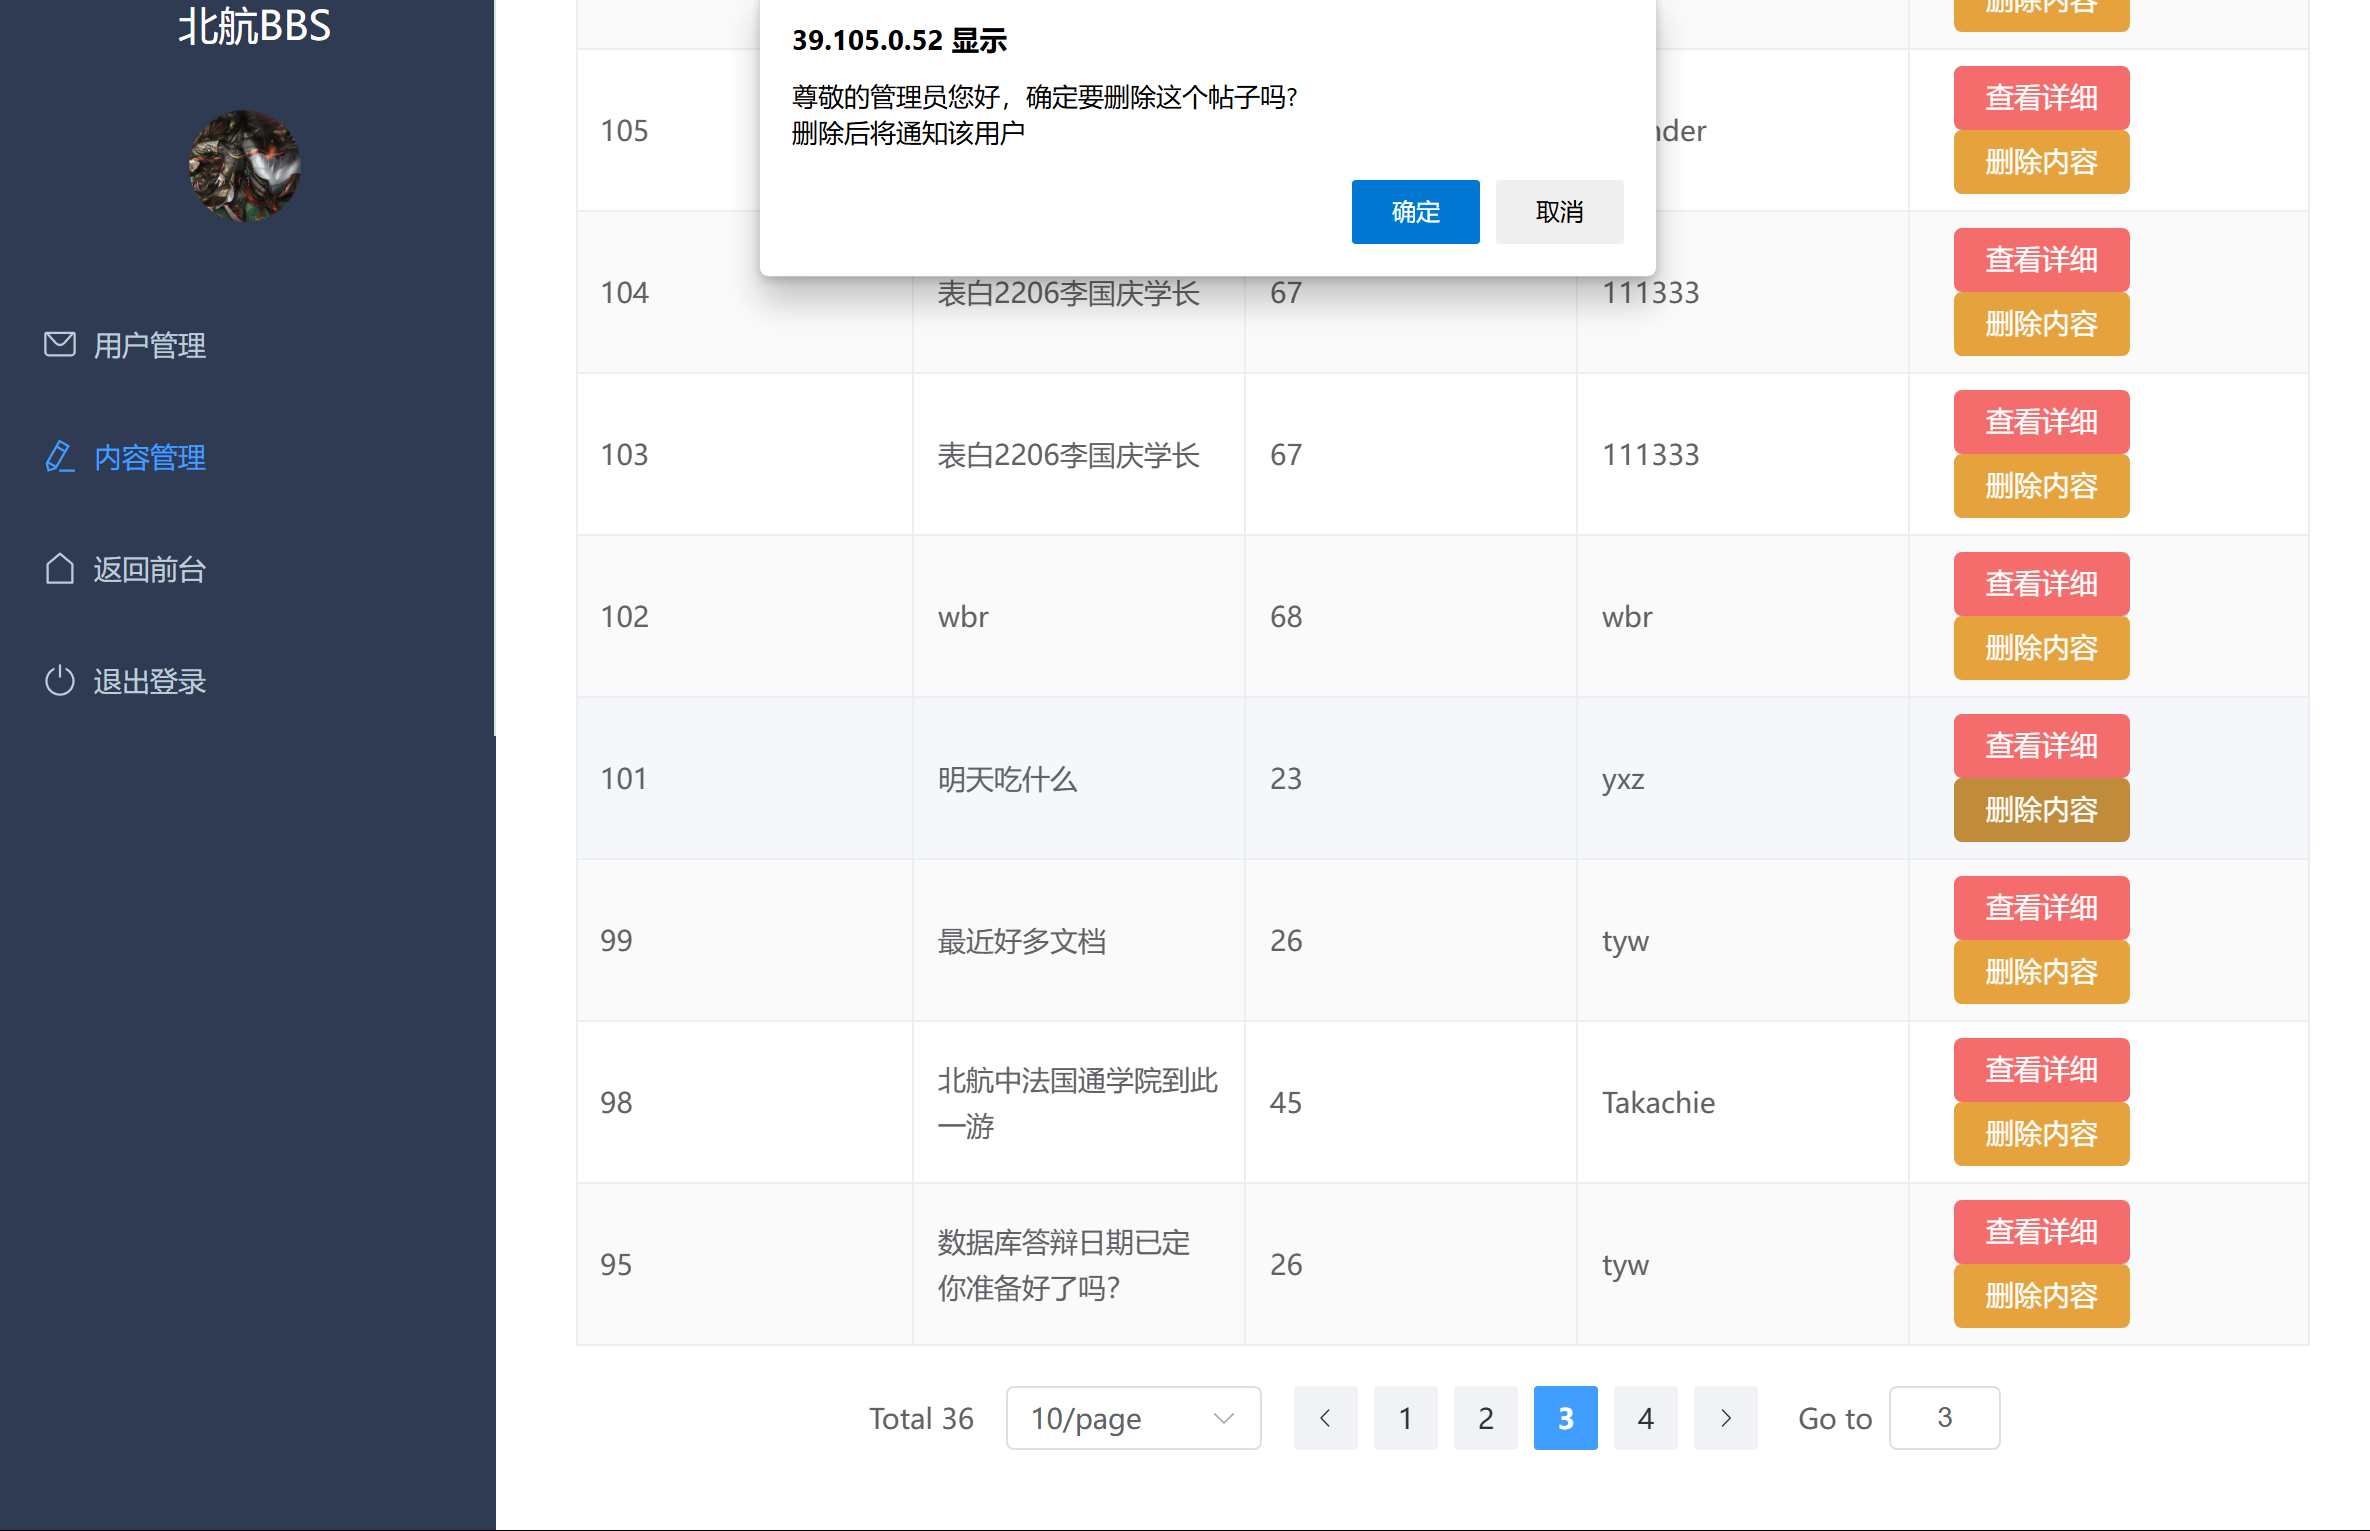 北航BBS
用户管理
内容管理
返回前台
退出登录
39.105.0.52 显示
尊敬的管理员您好，确定要删除这个帖子吗?
删除后将通知该用户
确定
取消
105
查看详细
删除内容
104
表白2206李国庆学长
67
111333
查看详细
删除内容
103
表白2206李国庆学长
67
111333
查看详细
删除内容
102
wbr
68
wbr
查看详细
删除内容
101
明天吃什么
23
yxz
查看详细
删除内容
99
最近好多文档
26
tyw
查看详细
删除内容
98
北航中法国通学院到此
一游
45
Takachie
查看详细
删除内容
95
数据库答辩日期已定
你准备好了吗?
26
tyw
查看详细
删除内容
Total 36
10/page
1
2
3
4
Go to
3